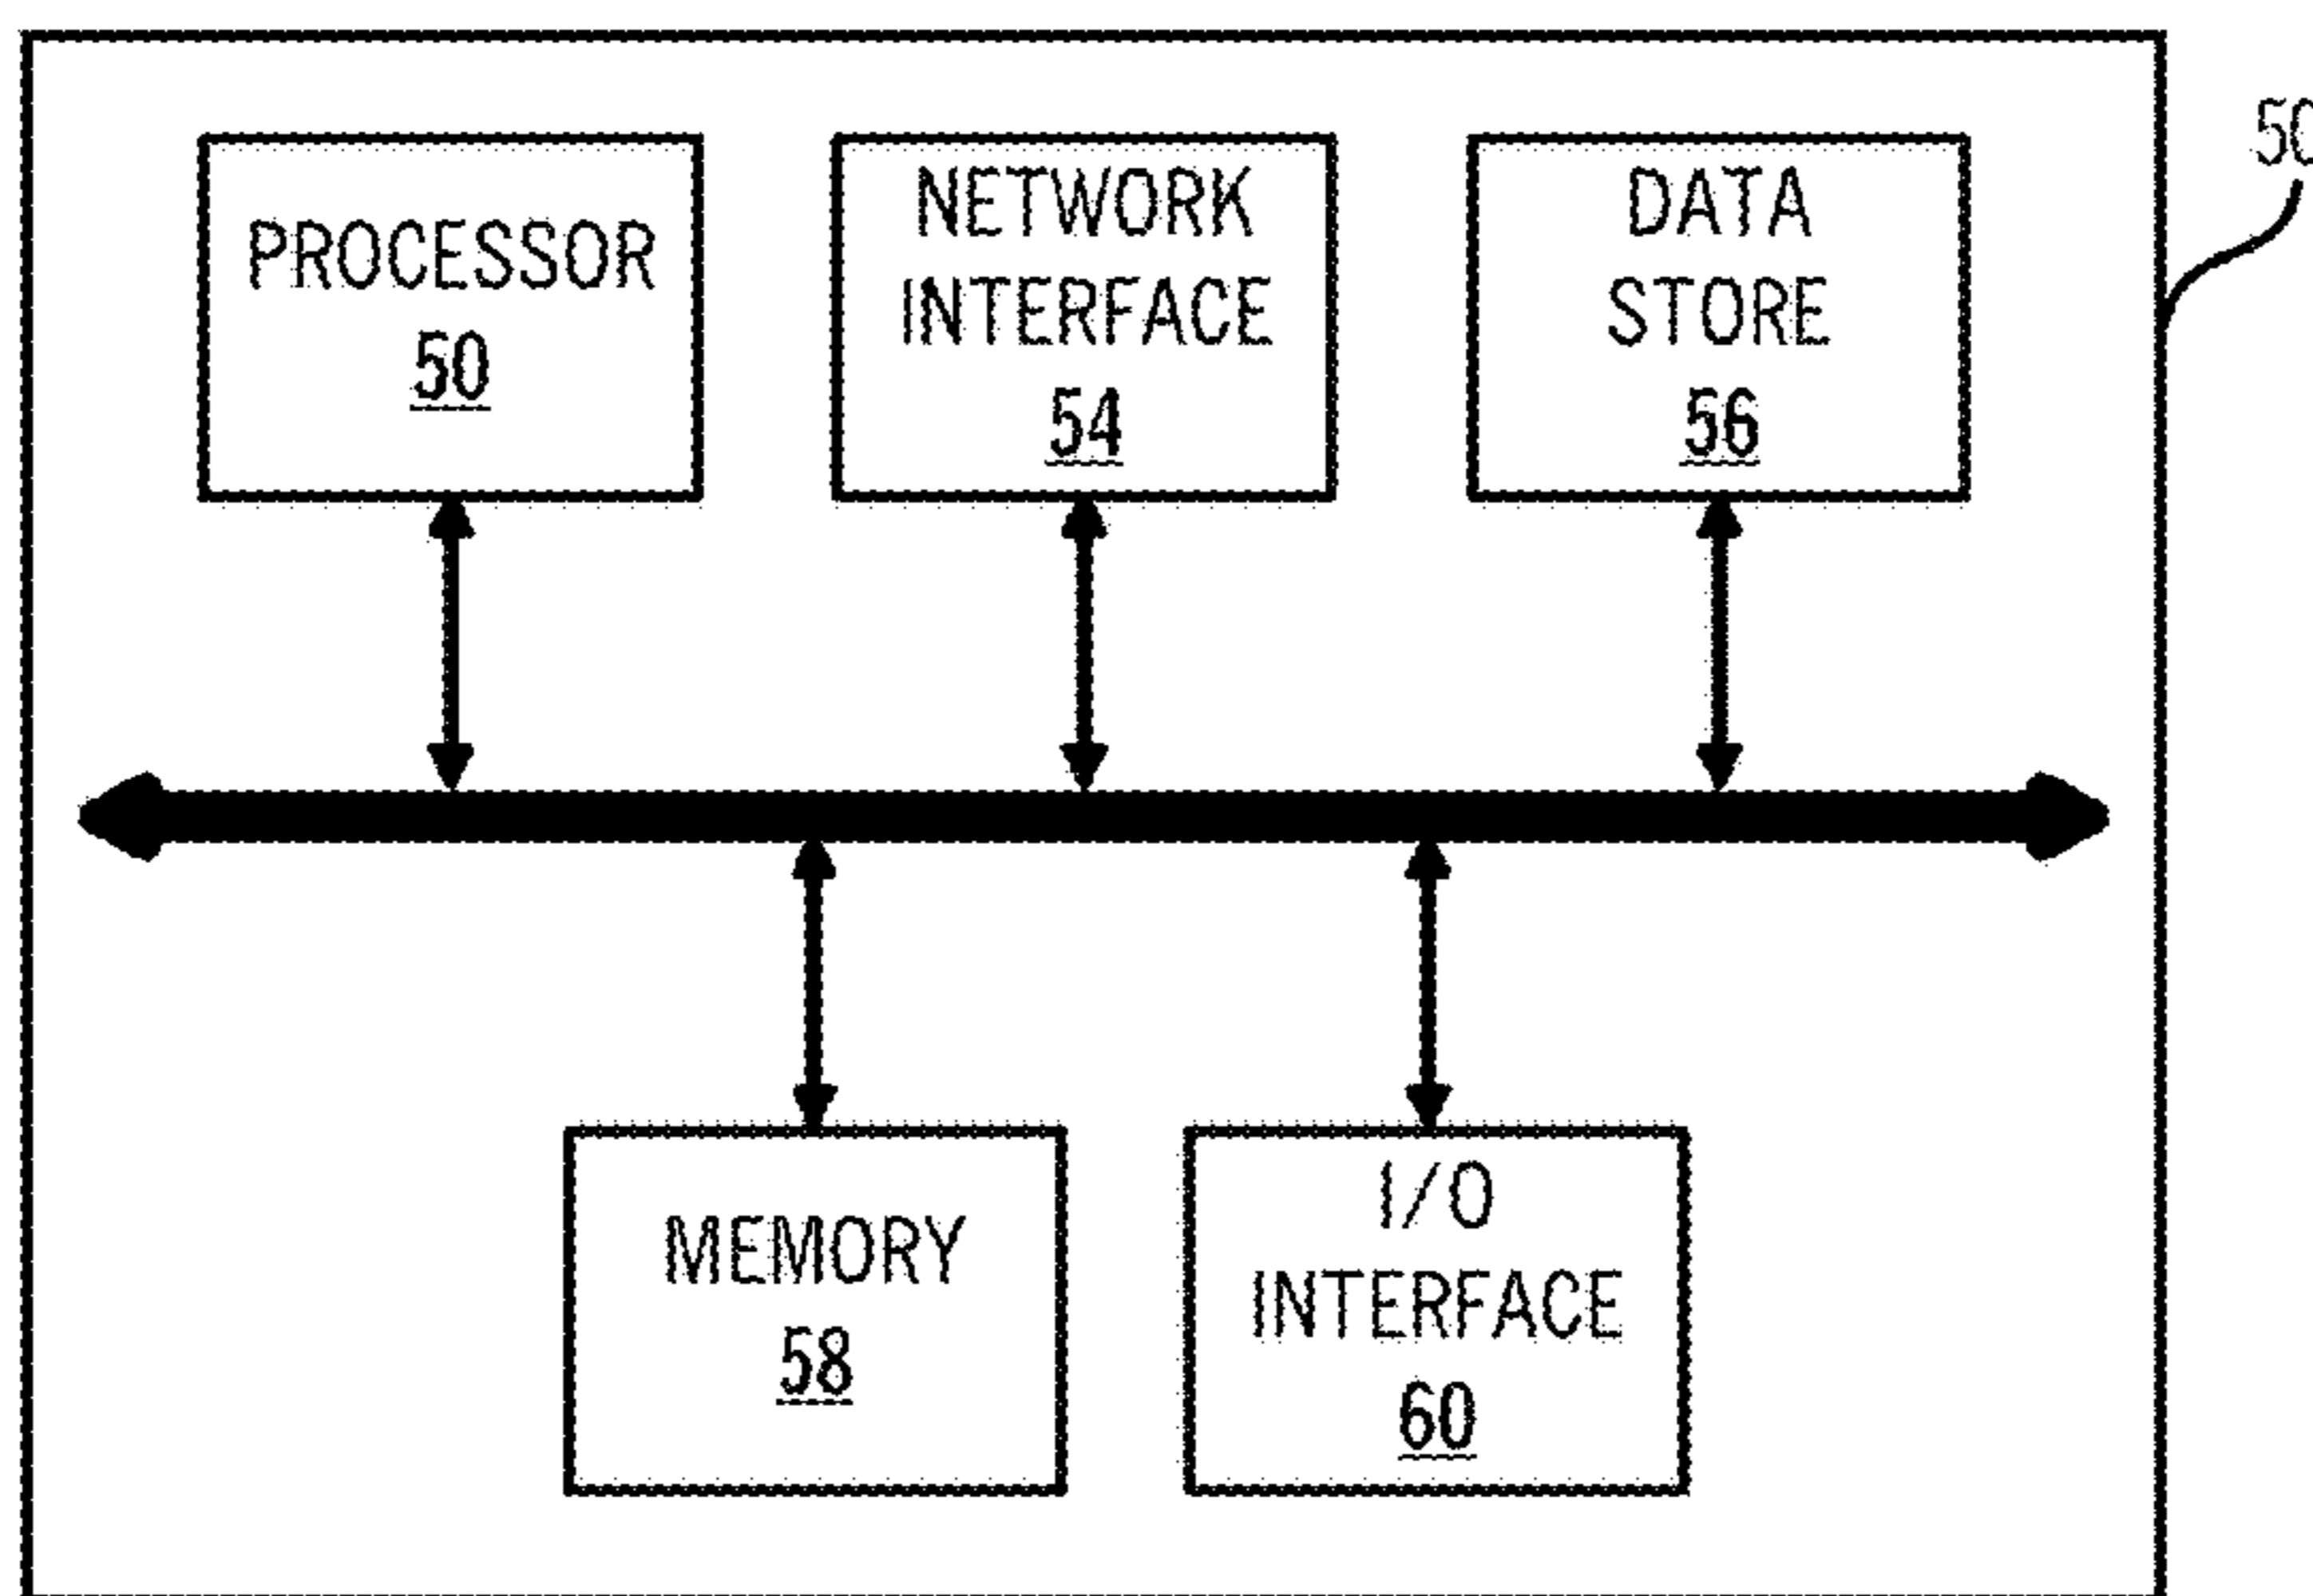 PROCESSOR
50
NETWORK
INTERFACE
54
DATA
STORE
56
50
MEMORY
58
I/O
INTERFACE
60